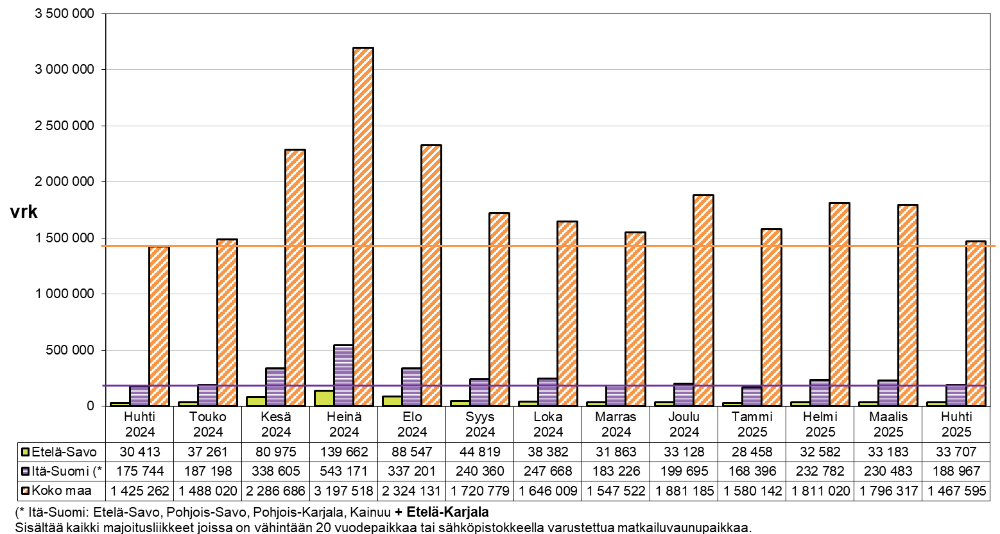 3 500 000
3 000 000
2 500 000
2 000 000
vrk
1 500 000
1 000 000
500 000
0
Huhti 2024 Touko 2024 Kesä 2024 Heinä 2024 Elo 2024 Syys 2024 Loka 2024 Marras 2024 Joulu 2024 Tammi 2025 Helmi 2025 Maalis 2025 Huhti 2025
Etelä-Savo 30 413 37 261 80 975 139 662 88 547 44 819 38 382 31 863 33 128 28 458 32 582 33 183 33 707
Itä-Suomi (* 175 744 187 198 338 605 543 171 337 201 240 360 247 668 183 226 199 695 168 396 232 782 230 483 188 967
Koko maa 1 425 262 1 488 020 2 286 686 3 197 518 2 324 131 1 720 779 1 646 009 1 547 522 1 881 185 1 580 142 1 811 020 1 796 317 1 467 595
(* Itä-Suomi: Etelä-Savo, Pohjois-Savo, Pohjois-Karjala, Kainuu + Etelä-Karjala
Sisältää kaikki majoitusliikkeet joissa on vähintään 20 vuodepaikkaa tai sähköpistokkeella varustettua matkailuvaunupaikkaa.